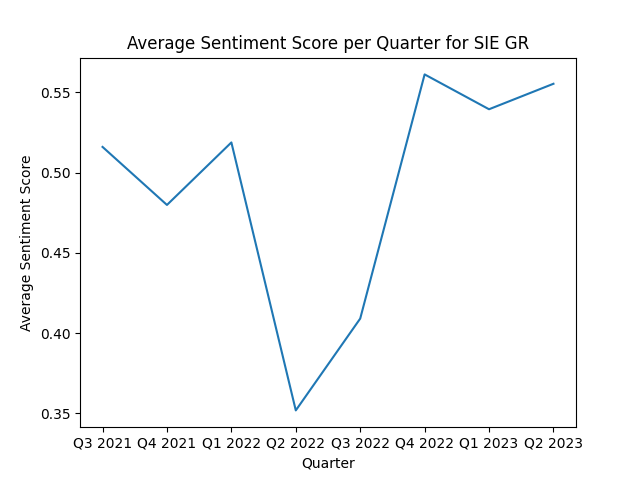 Average Sentiment Score per Quarter for SIE GR
Average Sentiment Score
0.55
0.50
0.45
0.40
0.35
Q3 2021 Q4 2021 Q1 2022 Q2 2022 Q3 2022 Q4 2022 Q1 2023 Q2 2023
Quarter